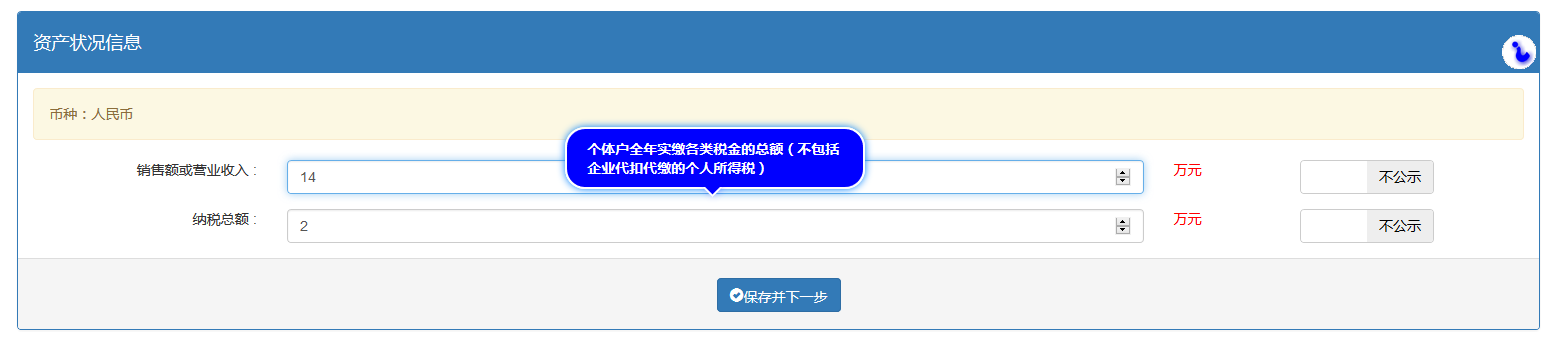 资产状况信息
币种：人民币
个体户全年实缴各类税金的总额（不包括
企业代扣代缴的个人所得税）
销售额或营业收入：
14
万元
不公示
纳税总额：
2
万元
不公示
保存并下一步